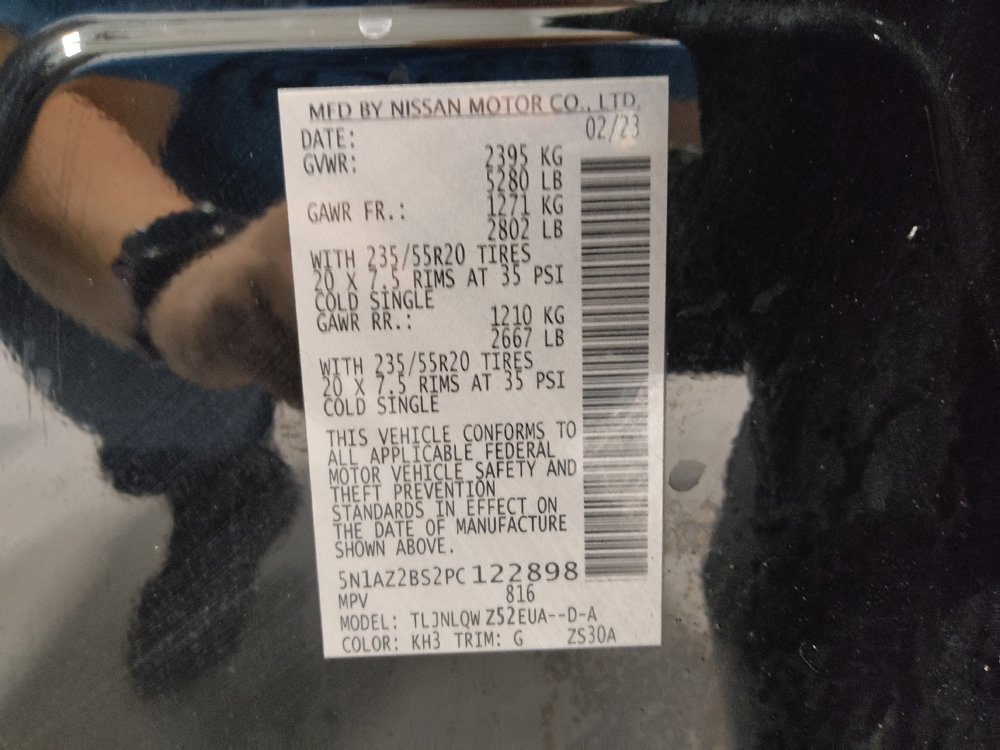 MFD BY NISSAN MOTOR CO., LTD.
DATE: 02/23
GVWR: 2395 KG
5280 LB
GAWR FR.: 1271 KG
2802 LB
WITH 235/55R20 TIRES
20 X 7.5 RIMS AT 35 PSI
COLD SINGLE
GAWR RR.: 1210 KG
2667 LB
WITH 235/55R20 TIRES
20 X 7.5 RIMS AT 35 PSI
COLD SINGLE
THIS VEHICLE CONFORMS TO
ALL APPLICABLE FEDERAL
MOTOR VEHICLE SAFETY AND
THEFT PREVENTION
STANDARDS IN EFFECT ON
THE DATE OF MANUFACTURE
SHOWN ABOVE.
5N1AZ2BS2PC122898
MPV 816
MODEL: TLJNLQWZ52EUA--D-A
COLOR: KH3 TRIM: G ZS30A